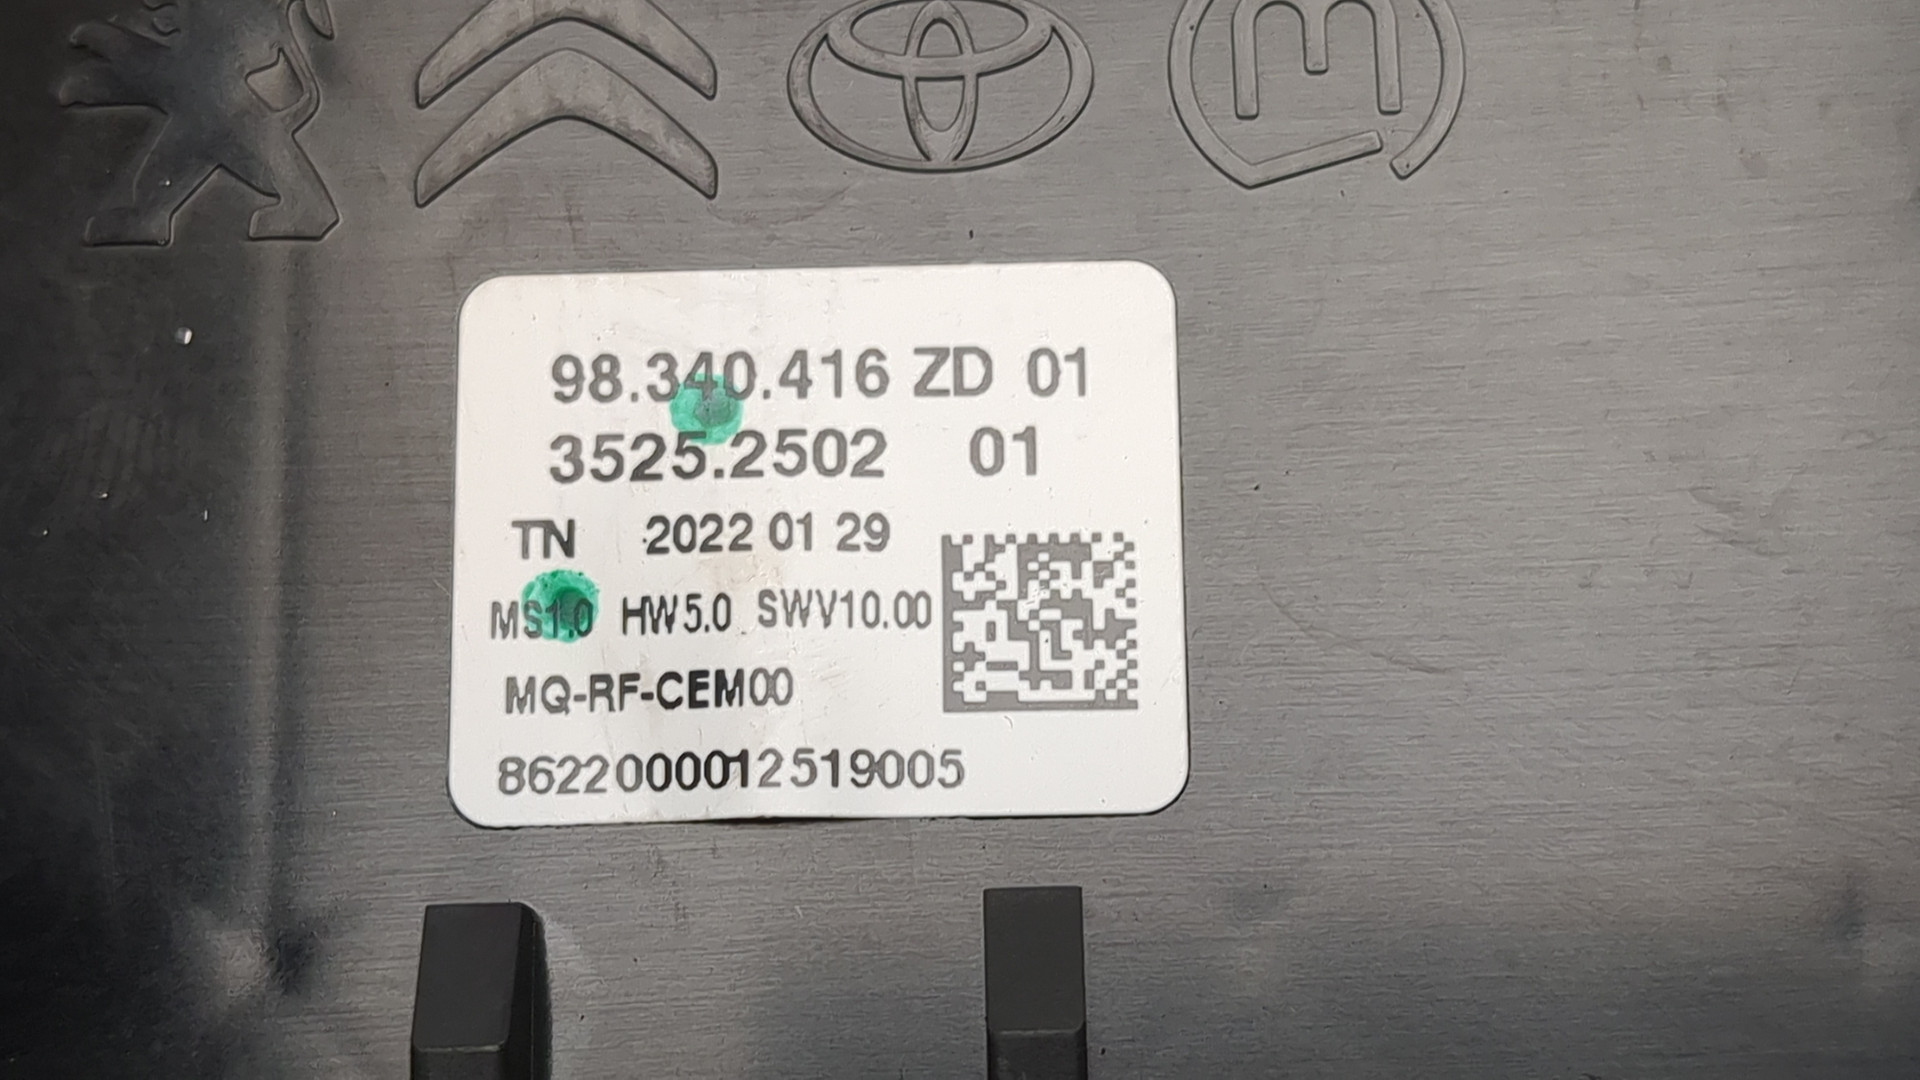 98.340.416 ZD 01
3525.2502 01
TN 2022 01 29
MS1.0 HW5.0 SWV10.00
MQ-RF-CEM00
8622000012519005